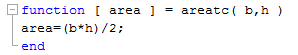 function [ area ] = areatc( b,h )
area=(b*h)/2;
end